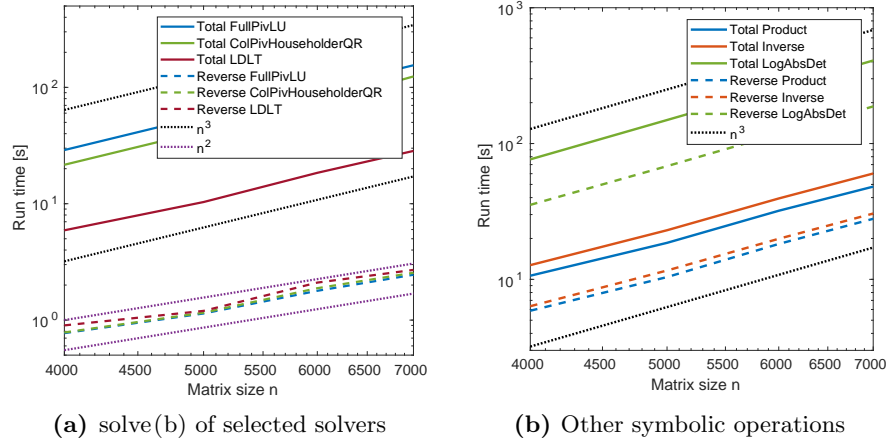 Total FullPivLU
Total ColPivHouseholderQR
Total LDLT
Reverse FullPivLU
Reverse ColPivHouseholderQR
Reverse LDLT
n^3
n^2
10^2
10^1
10^0
Run time [s]
4000 4500 5000 5500 6000 6500 7000
Matrix size n
(a) solve(b) of selected solvers
Total Product
Total Inverse
Total LogAbsDet
Reverse Product
Reverse Inverse
Reverse LogAbsDet
n^3
10^3
10^2
10^1
Run time [s]
4000 4500 5000 5500 6000 6500 7000
Matrix size n
(b) Other symbolic operations